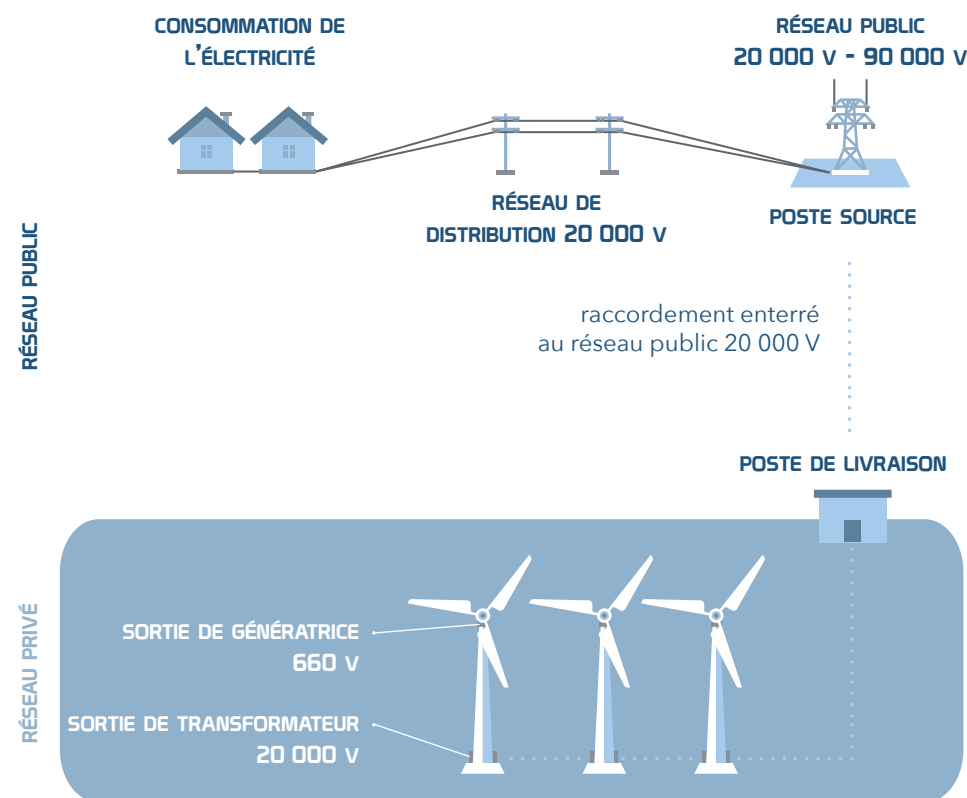 CONSOMMATION DE
L'ÉLECTRICITÉ
RÉSEAU PUBLIC
20 000 V - 90 000 V
RÉSEAU DE
DISTRIBUTION 20 000 V
POSTE SOURCE
RÉSEAU PUBLIC
raccordement enterré
au réseau public 20 000 V
POSTE DE LIVRAISON
RÉSEAU PRIVÉ
SORTIE DE GÉNÉRATRICE
660 V
SORTIE DE TRANSFORMATEUR
20 000 V